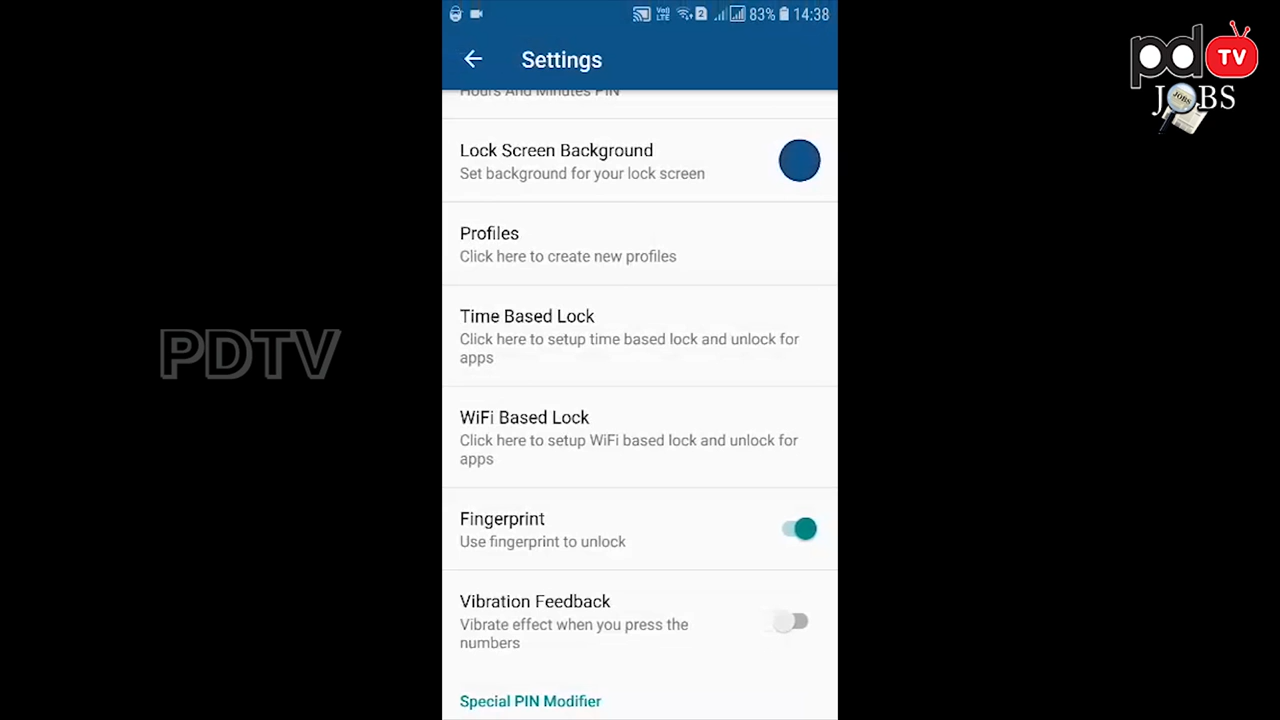 83% 14:38
Settings
Hours And Minutes PIN
Lock Screen Background
Set background for your lock screen
Profiles
Click here to create new profiles
Time Based Lock
Click here to setup time based lock and unlock for
apps
WiFi Based Lock
Click here to setup WiFi based lock and unlock for
apps
Fingerprint
Use fingerprint to unlock
Vibration Feedback
Vibrate effect when you press the
numbers
Special PIN Modifier
PDTV
pd TV
JOBS